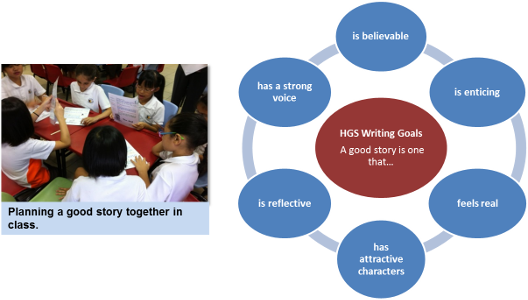 Planning a good story together in
class.
HGS Writing Goals
A good story is one
that...
is believable
is enticing
feels real
has
attractive
characters
is reflective
has a strong
voice